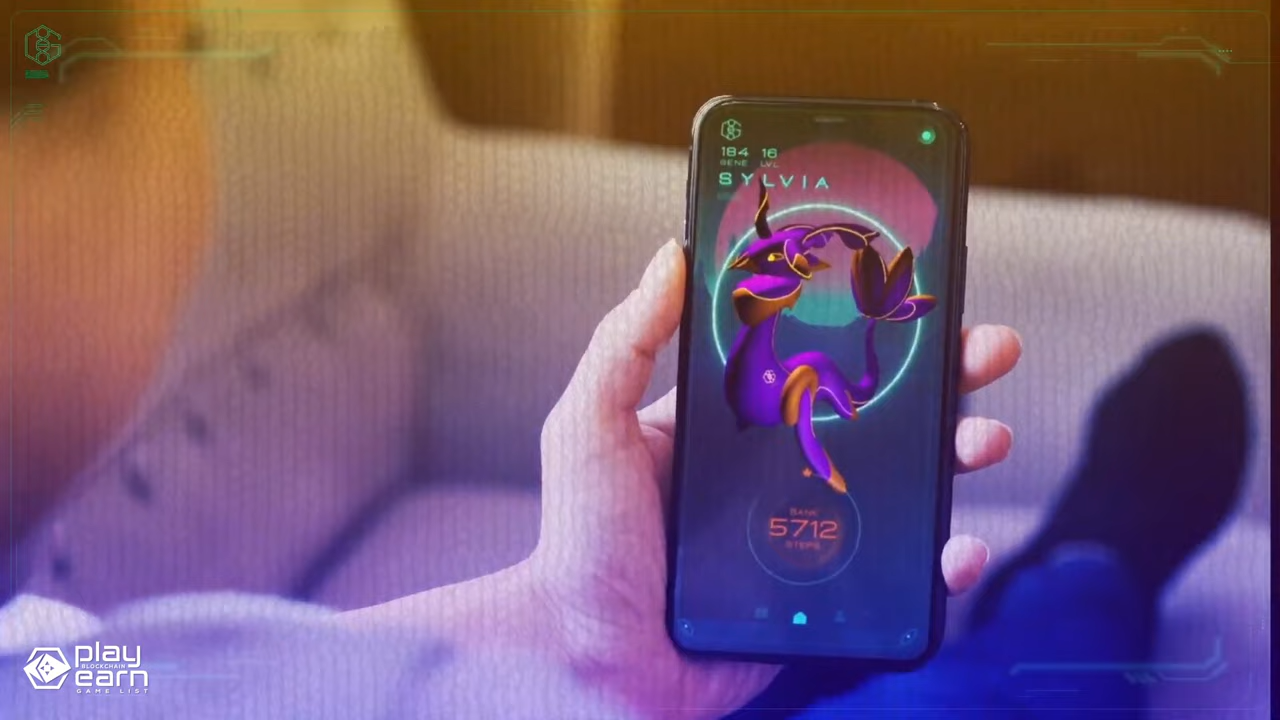 184 16
GENE LVL
SYLVIA
BANK
5712
STEPS
play
BLOCKCHAIN
earn
GAME LIST